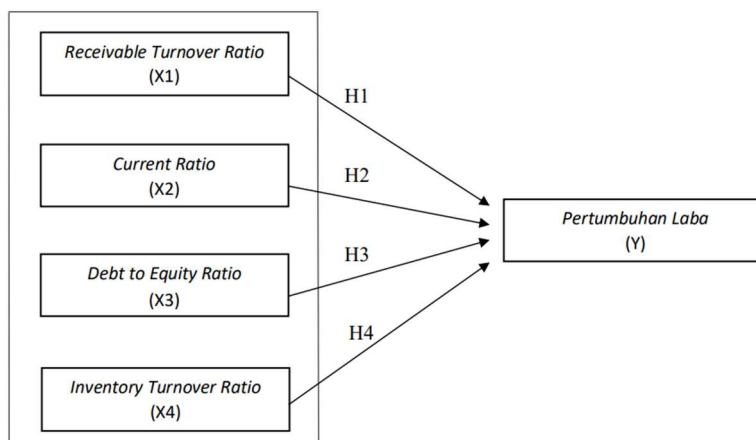 Receivable Turnover Ratio
(X1)
H1
Current Ratio
(X2)
H2
Pertumbuhan Laba
(Y)
Debt to Equity Ratio
(X3)
H3
Inventory Turnover Ratio
(X4)
H4